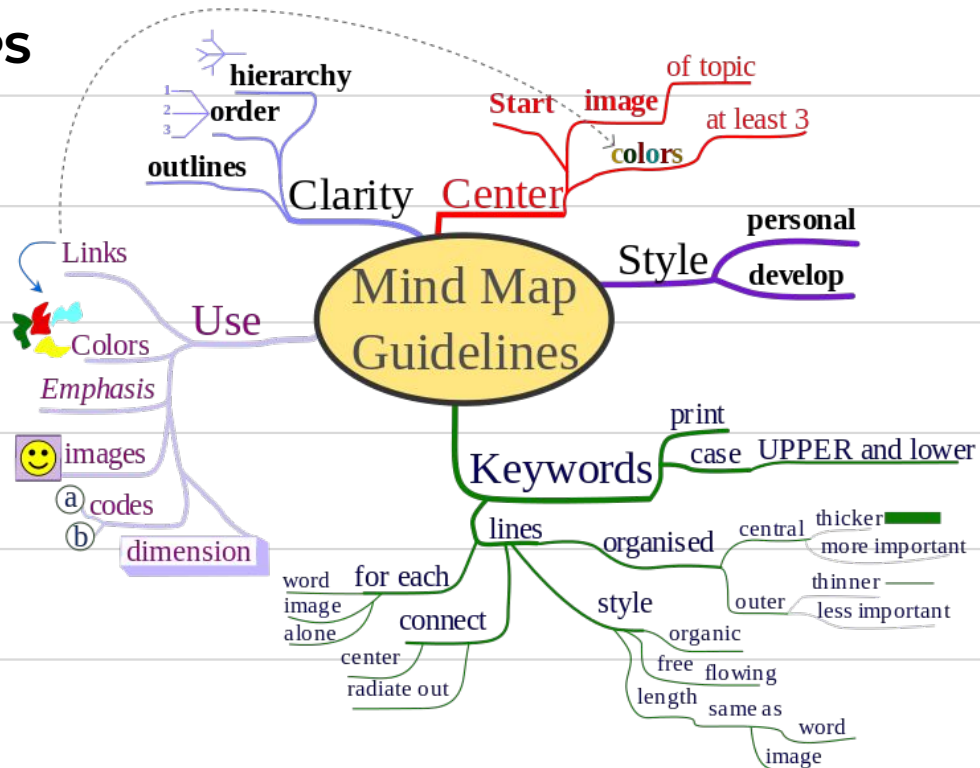 PS
hierarchy
1
2
3
order
outlines
Clarity
Start
image
of topic
colors
at least 3
Center
Style
personal
develop
Mind Map
Guidelines
Use
Links
Colors
Emphasis
images
a
codes
b
dimension
Keywords
print
case
UPPER and lower
lines
for each
word
image
alone
connect
center
radiate out
organised
central
thicker
more important
outer
thinner
less important
style
organic
free
flowing
length
same as
word
image